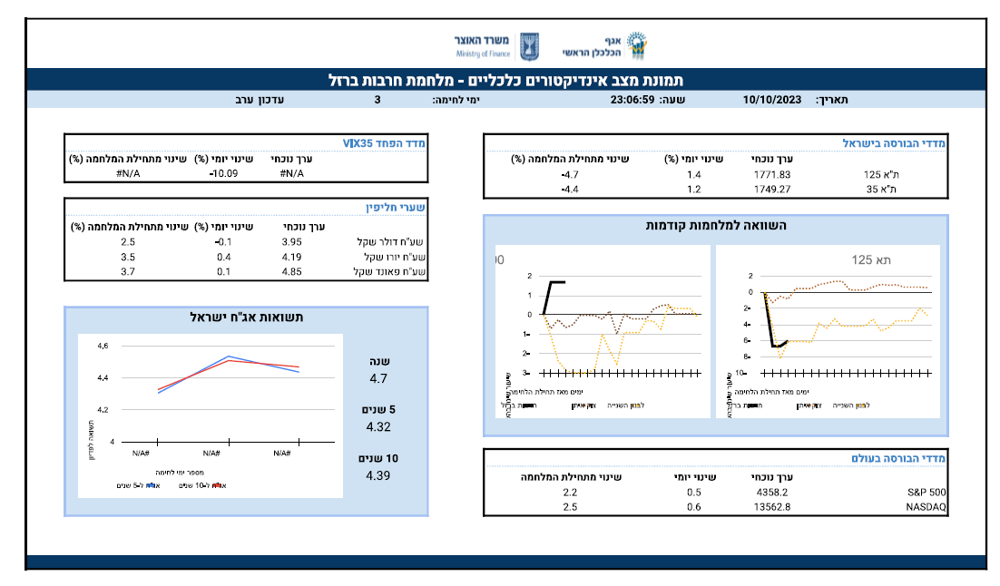 אגף
הכלכלן הראשי
משרד האוצר
Ministry of Finance
תמונת מצב אינדיקטורים כלכליים - מלחמת חרבות ברזל
תאריך: 10/10/2023 שעה: 23:06:59 ימי לחימה: 3 עדכון ערב
מדדי הבורסה בישראל
ערך נוכחי שינוי יומי (%) שינוי מתחילת המלחמה (%)
ת"א 125 1771.83 1.4 -4.7
ת"א 35 1749.27 1.2 -4.4
השוואה למלחמות קודמות
תא 125
2
0
2-
4-
6-
8-
10-
ימים מאז תחילת הלחימה
לבנון השנייה צוק איתן
00
2
1
0
1-
2-
3-
ימים מאז תחילת הלחימה
לבנון השנייה צוק איתן
מדדי הבורסה בעולם
ערך נוכחי שינוי יומי שינוי מתחילת המלחמה
S&P 500 4358.2 0.5 2.2
NASDAQ 13562.8 0.6 2.5
מדד הפחד VIX35
ערך נוכחי שינוי יומי (%) שינוי מתחילת המלחמה (%)
#N/A -10.09 #N/A
שערי חליפין
ערך נוכחי שינוי יומי (%) שינוי מתחילת המלחמה (%)
שע"ח דולר שקל 3.95 -0.1 2.5
שע"ח יורו שקל 4.19 0.4 3.5
שע"ח פאונד שקל 4.85 0.1 3.7
תשואות אג"ח ישראל
4.6
4.4
4.2
4
תשואה לפדיון
N/A# N/A# N/A#
מספר ימי לחימה
אג"ח ל-10 שנים אג"ח ל-5 שנים
שנה
4.7
5 שנים
4.32
10 שנים
4.39